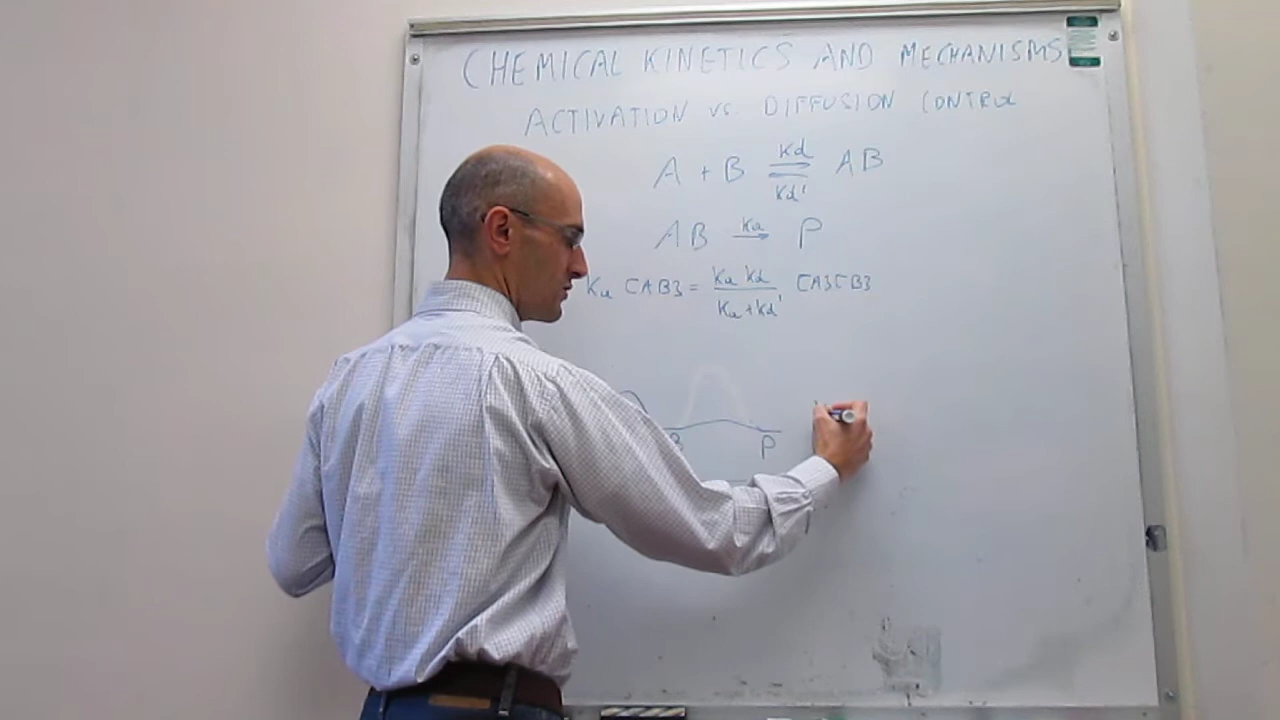 CHEMICAL KINETICS AND MECHANISMS
ACTIVATION VS. DIFFUSION CONTROL
A + B ⇌ AB
kd
kd'
AB → P
ka
ka [AB] = ka kd / ka+kd' [A][B]
B P